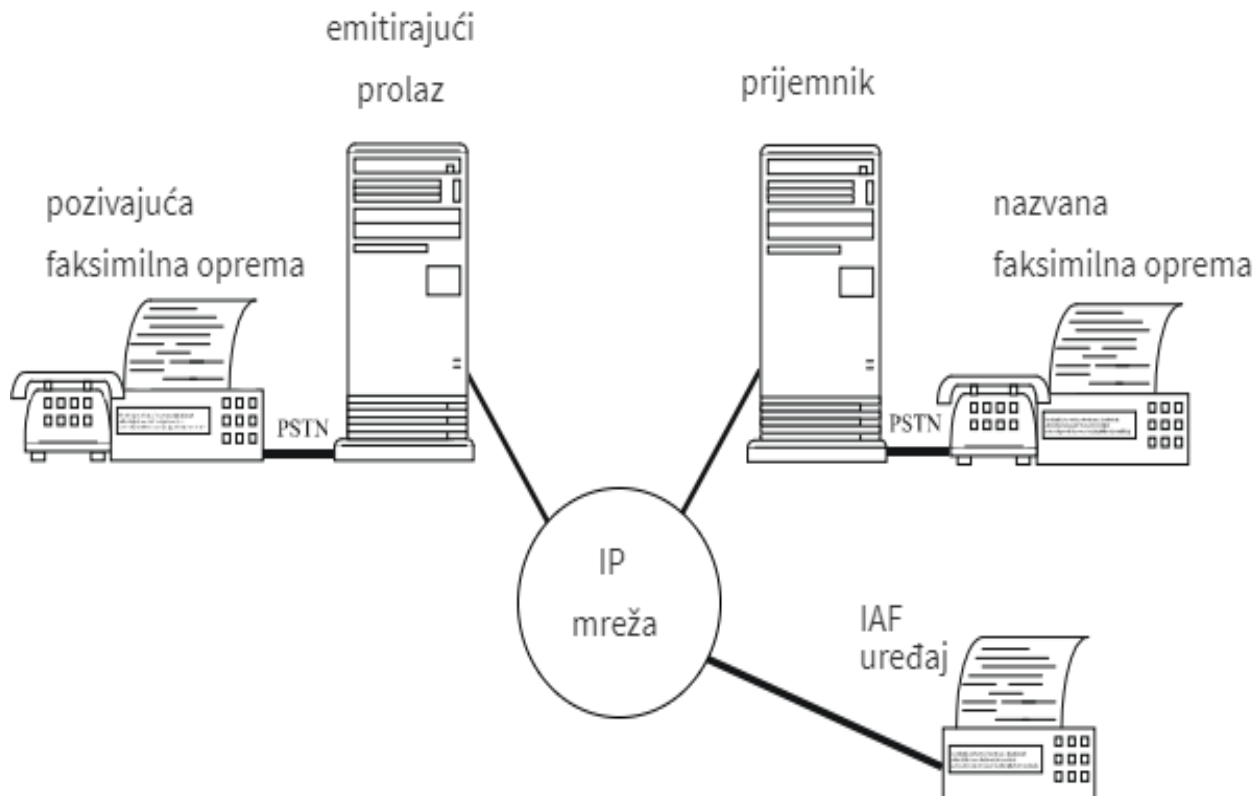 emitirajući
prolaz
prijemnik
pozivajuća
faksimilna oprema
nazvana
faksimilna oprema
PSTN
PSTN
IP
mreža
IAF
uređaj